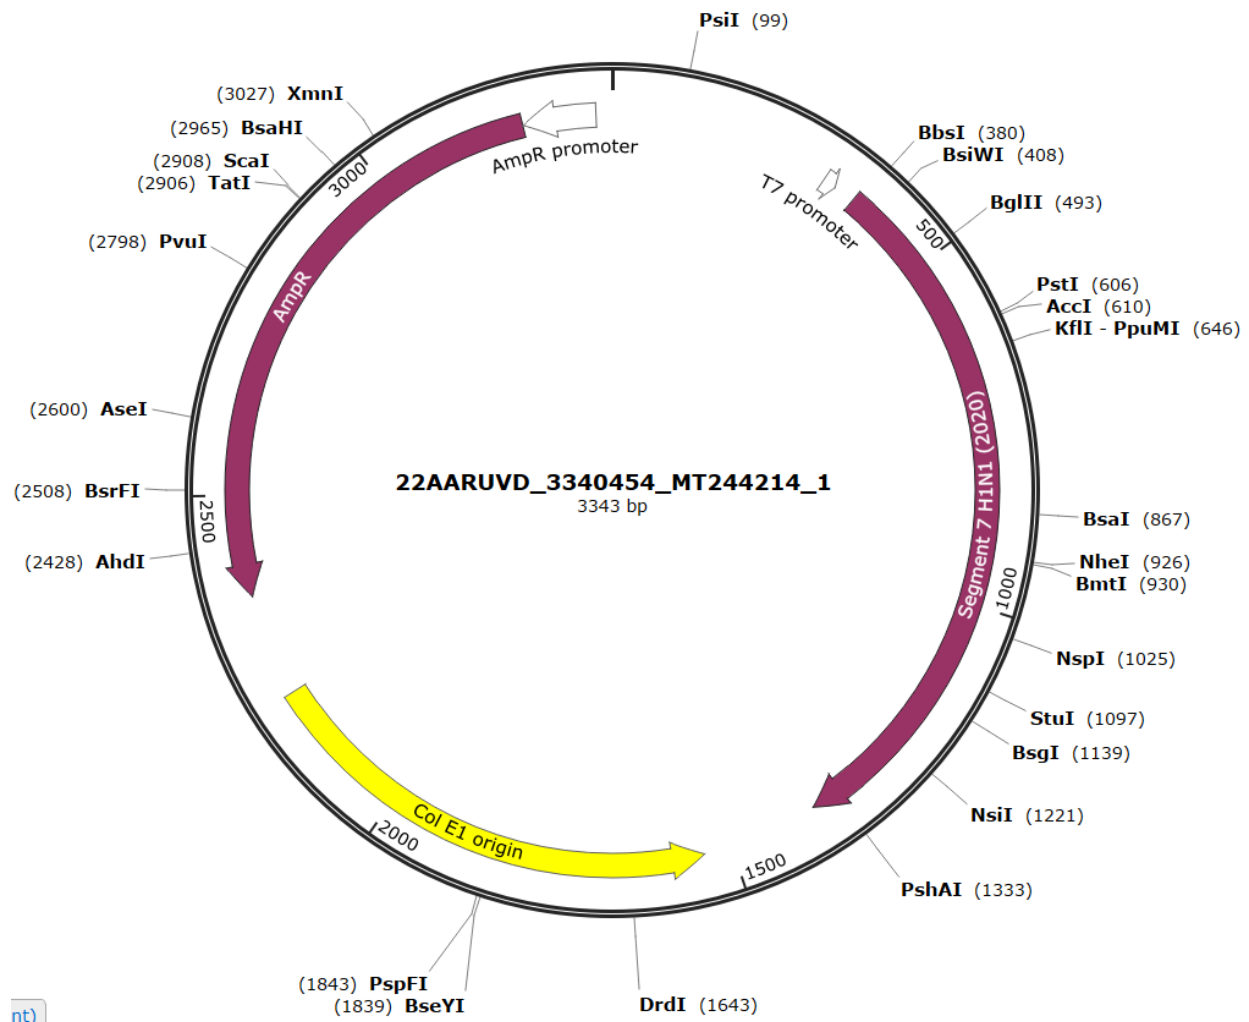 PsiI (99)
(3027) XmnI
(2965) BsaHI
(2908) ScaI
(2906) TatI
(2798) PvuI
(2600) AseI
(2508) BsrFI
(2428) AhdI
BbsI (380)
BsiWI (408)
BglII (493)
PstI (606)
AccI (610)
KflI - PpuMI (646)
BsaI (867)
NheI (926)
BmtI (930)
NspI (1025)
StuI (1097)
BsgI (1139)
NsiI (1221)
PshAI (1333)
DrdI (1643)
(1843) PspFI
(1839) BseYI
AmpR promoter
T7 promoter
AmpR
Segment 7 H1N1 (2020)
Col E1 origin
500
1000
1500
2000
2500
3000
22AARUVD_3340454_MT244214_1
3343 bp
nt)